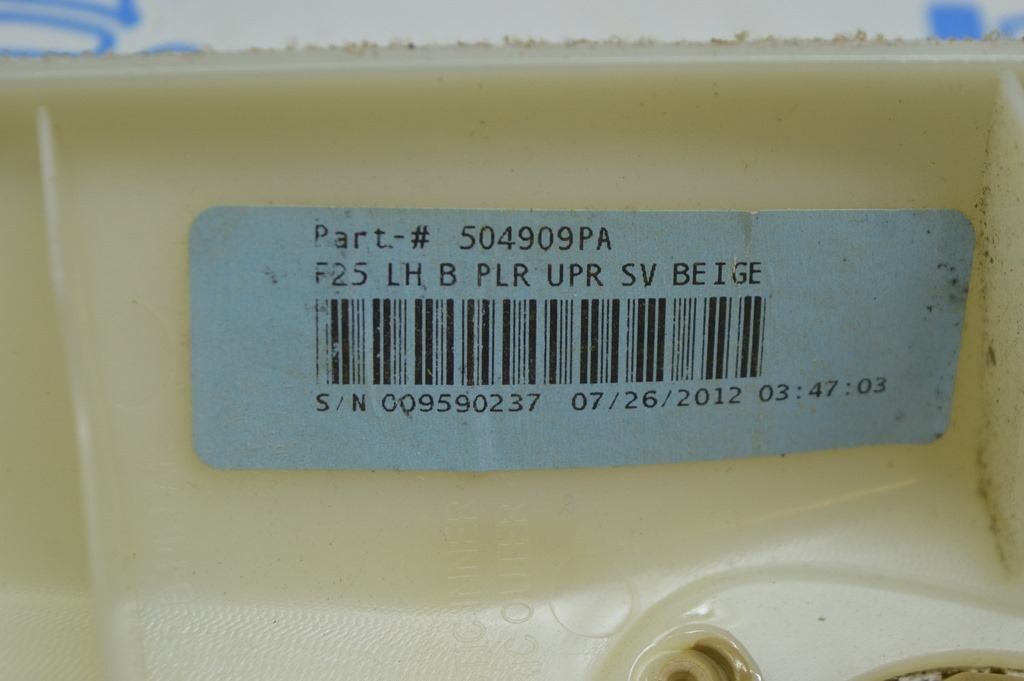 Part-# 504909PA
F25 LH B PLR UPR SV BEIGE
S/N 009590237 07/26/2012 03:47:03